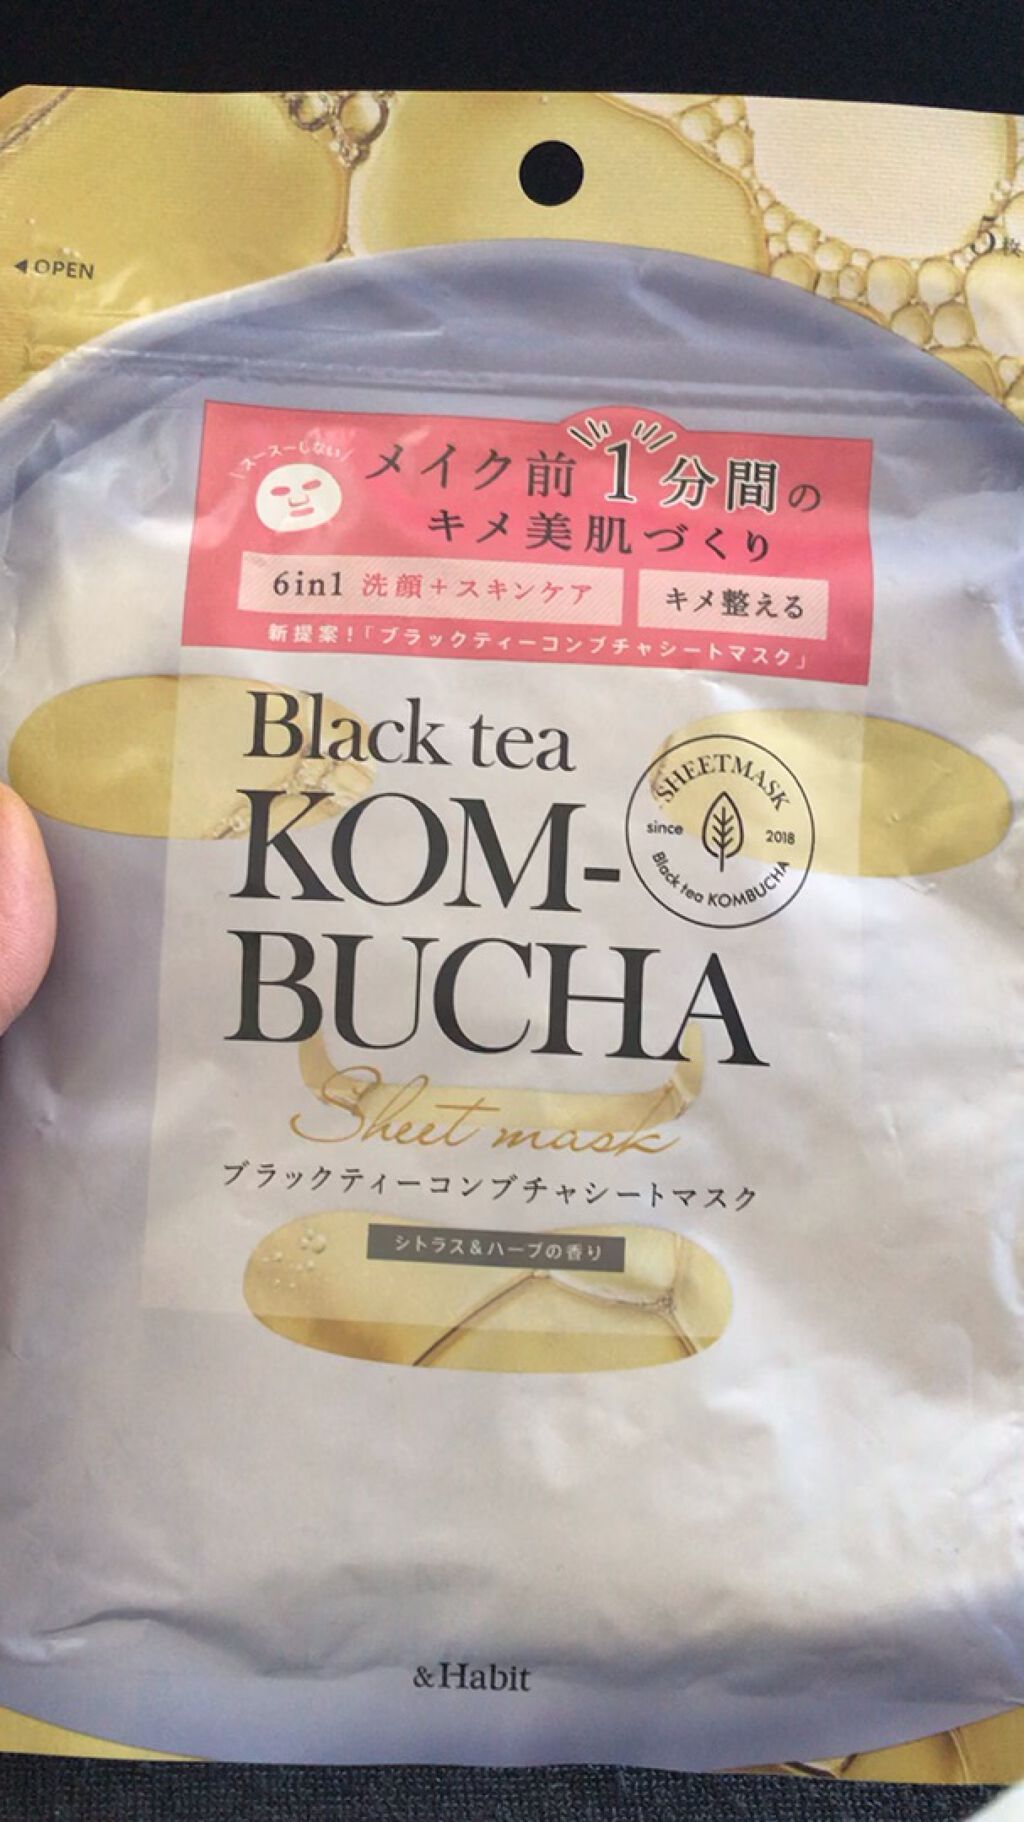 5枚
◀ OPEN
スースーしない
メイク前1分間の
キメ美肌づくり
6in1 洗顔+スキンケア
キメ整える
新提案!「ブラックティーコンブチャシートマスク」
Black tea
KOM-
BUCHA
SHEETMASK
since 2018
Black tea KOMBUCHA
Sheet mask
ブラックティーコンブチャシートマスク
シトラス&ハーブの香り
&Habit